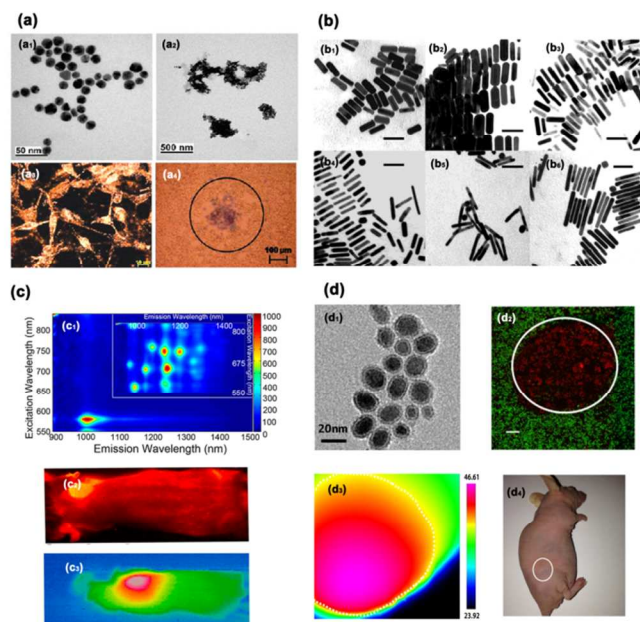 (a)
(a₁)
50 nm
(a₂)
500 nm
(a₃)
(a₄)
100 μm
(b)
(b₁)
(b₂)
(b₃)
(b₄)
(b₅)
(b₆)
(c)
(c₁)
Emission Wavelength (nm)
1000 1200 1400
750
675
550
Excitation Wavelength (nm)
1000
900
800
700
600
500
400
300
200
100
0
Excitation Wavelength (nm)
800
750
700
650
600
550
900 1000 1100 1200 1300 1400 1500
Emission Wavelength (nm)
(c₂)
(c₃)
(d)
(d₁)
20nm
(d₂)
(d₃)
46.61
23.92
(d₄)